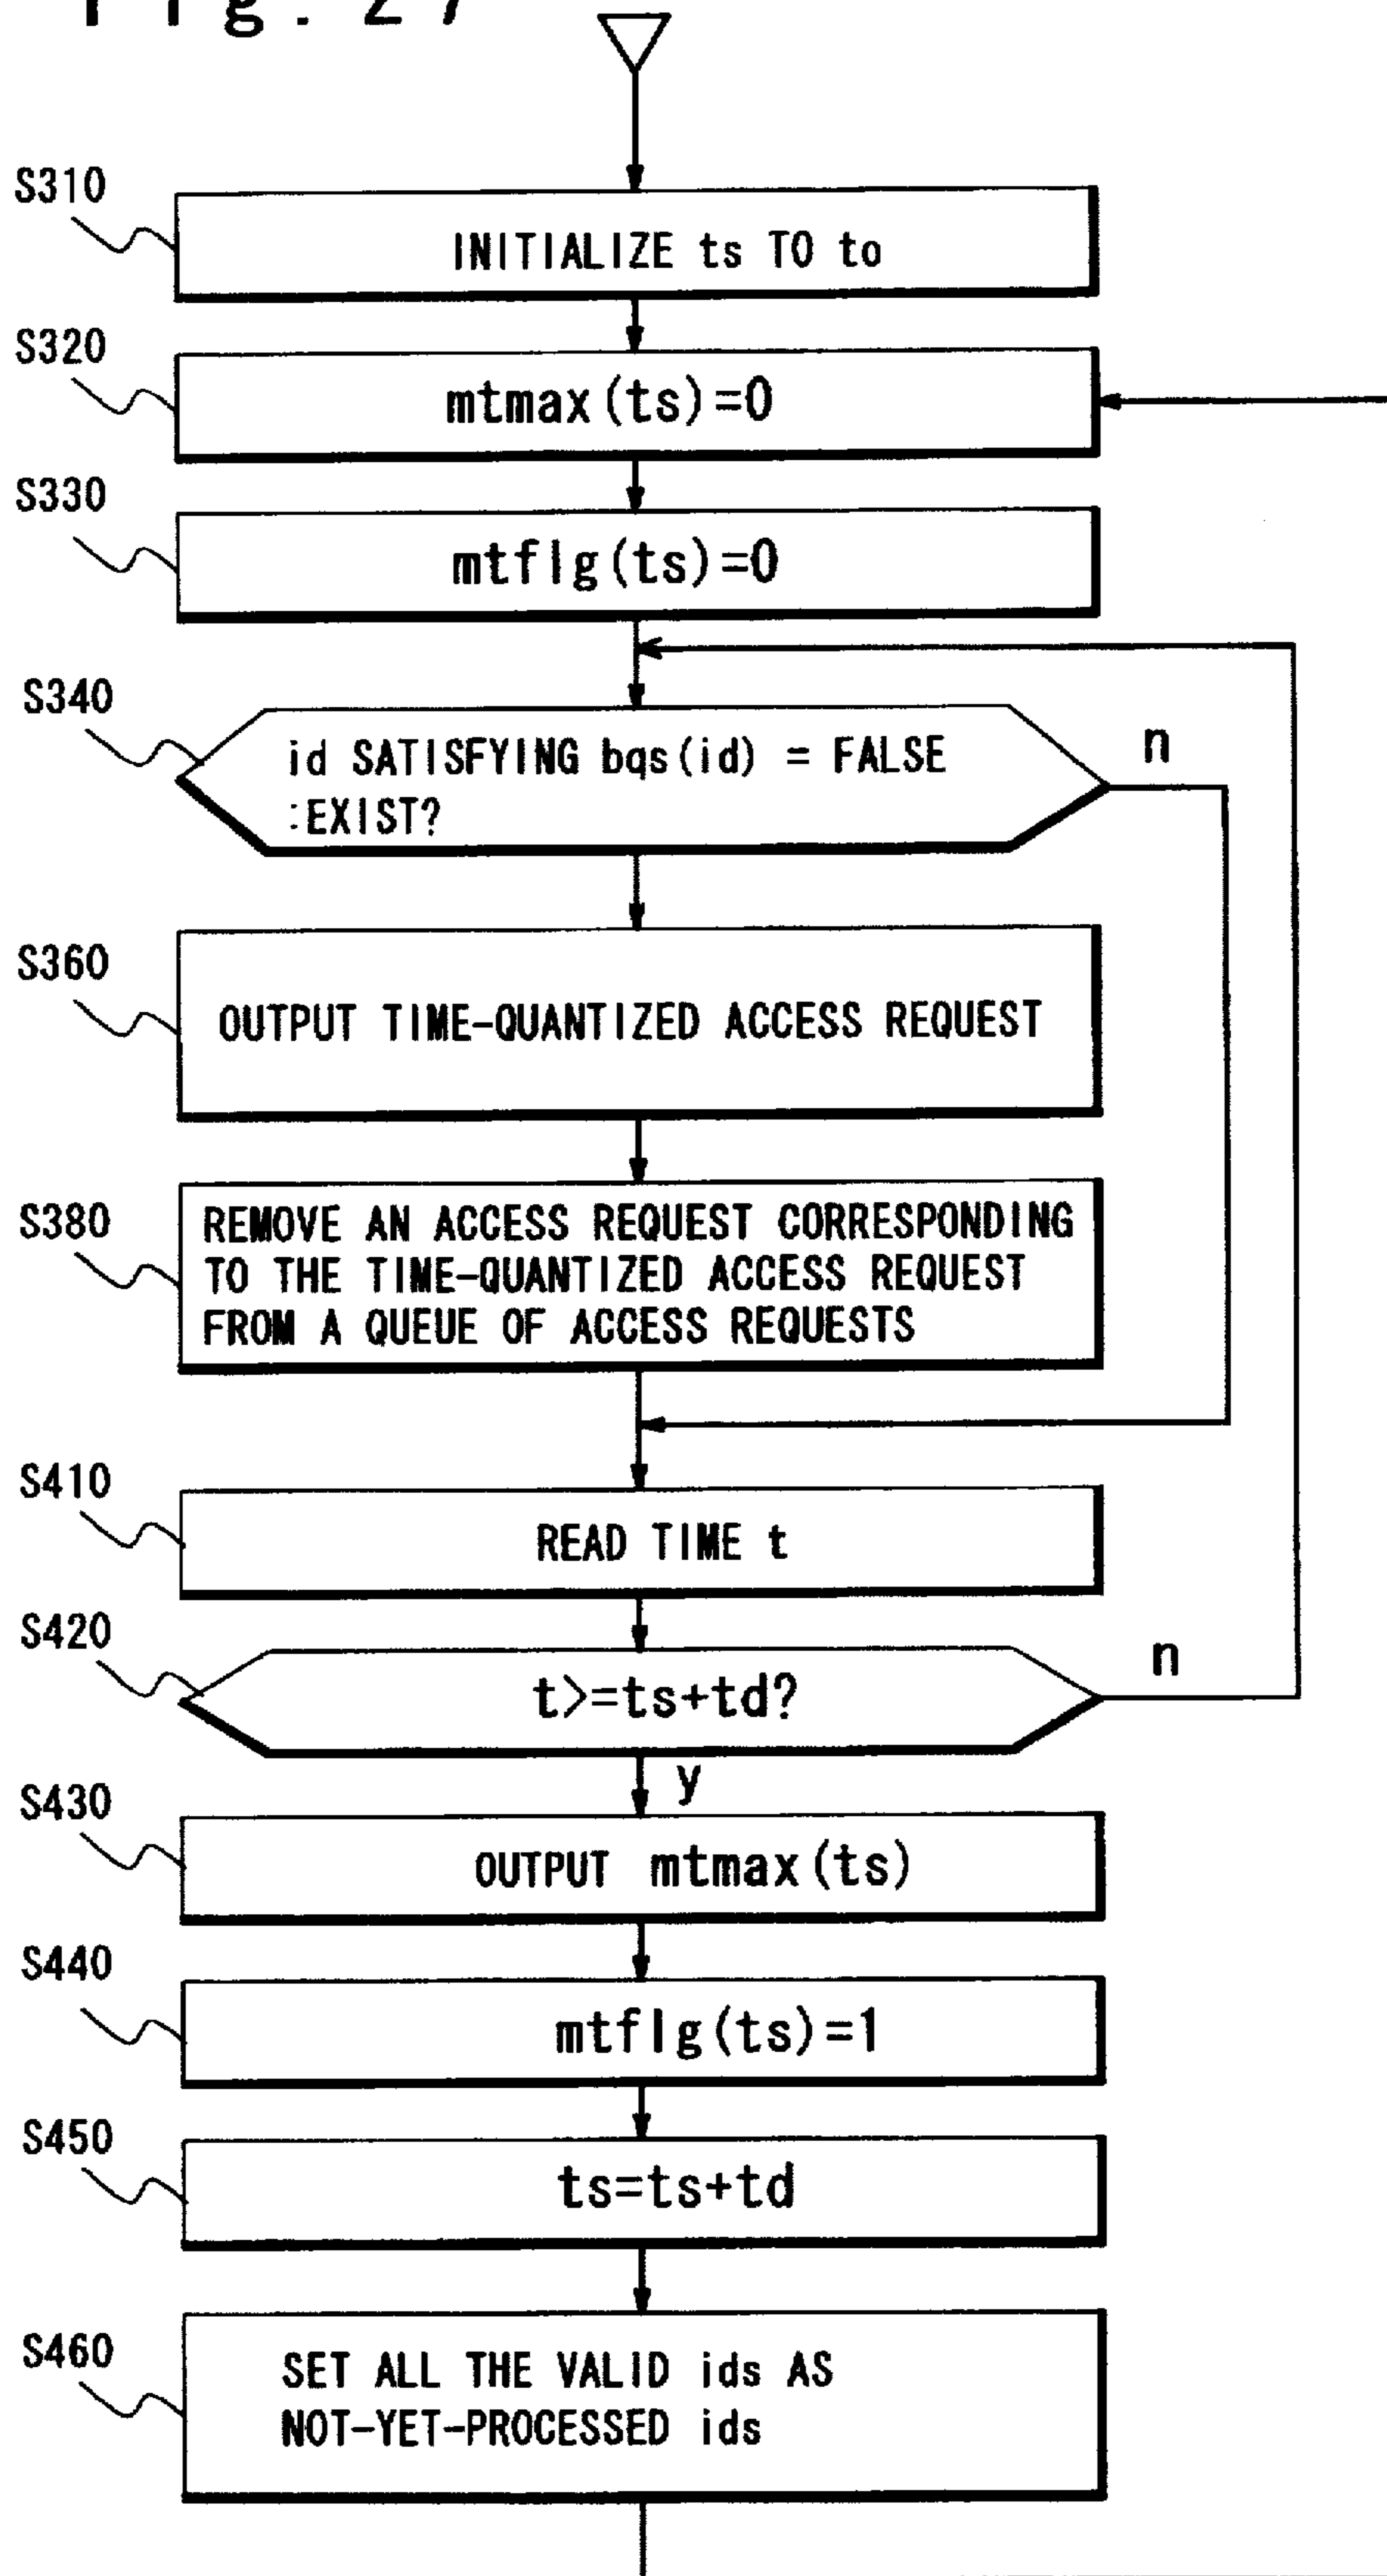 Fig. 27
S310
INITIALIZE ts TO to
S320
mtmax(ts)=0
S330
mtflg(ts)=0
S340
id SATISFYING bqs(id) = FALSE
:EXIST?
n
S360
OUTPUT TIME-QUANTIZED ACCESS REQUEST
S380
REMOVE AN ACCESS REQUEST CORRESPONDING
TO THE TIME-QUANTIZED ACCESS REQUEST
FROM A QUEUE OF ACCESS REQUESTS
S410
READ TIME t
S420
t>=ts+td?
n
y
S430
OUTPUT mtmax(ts)
S440
mtflg(ts)=1
S450
ts=ts+td
S460
SET ALL THE VALID ids AS
NOT-YET-PROCESSED ids